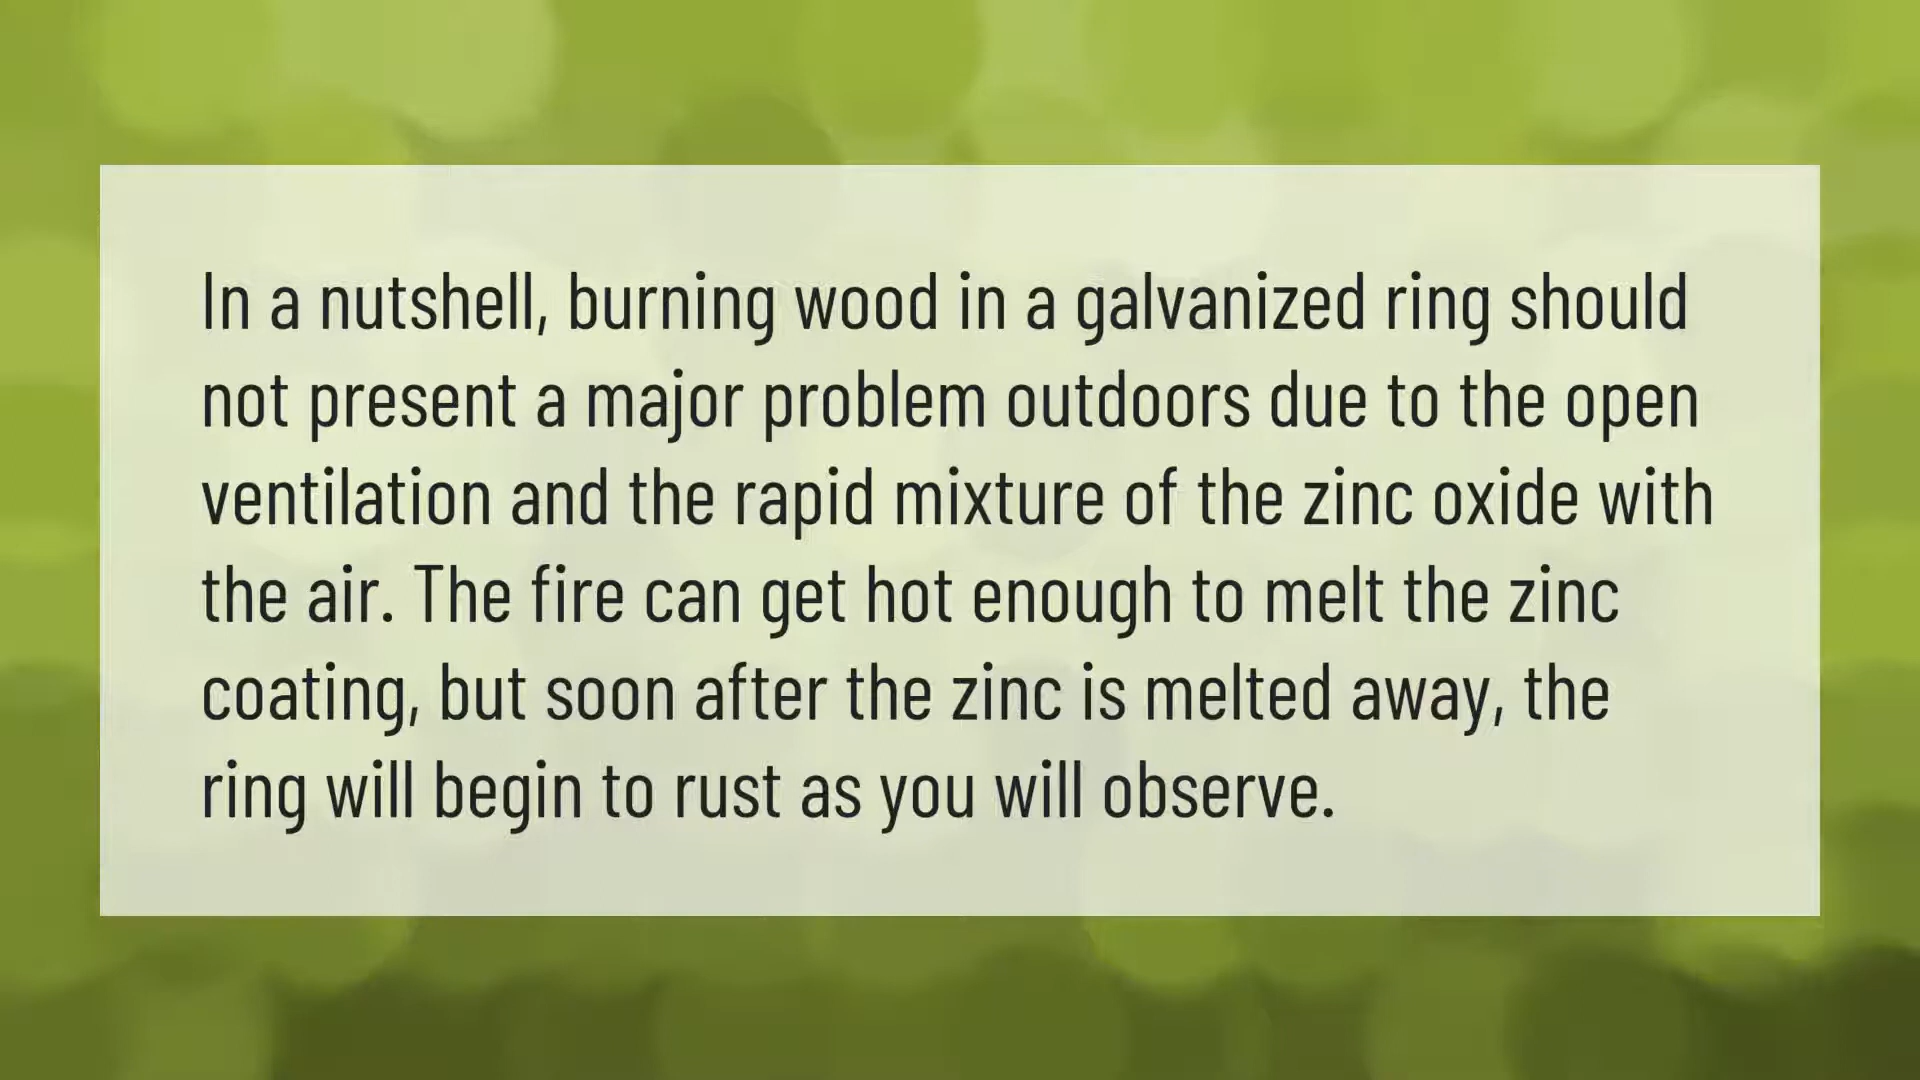 In a nutshell, burning wood in a galvanized ring should
not present a major problem outdoors due to the open
ventilation and the rapid mixture of the zinc oxide with
the air. The fire can get hot enough to melt the zinc
coating, but soon after the zinc is melted away, the
ring will begin to rust as you will observe.